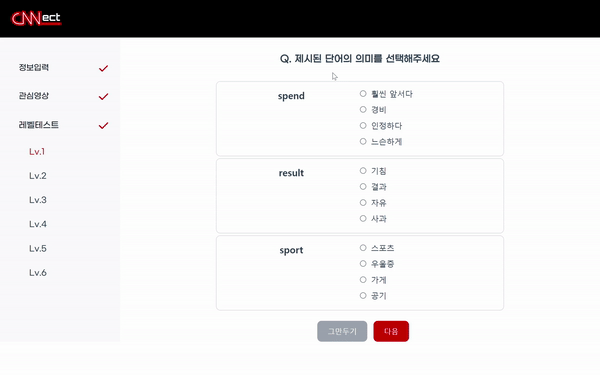 CNNect
정보입력
관심영상
레벨테스트
Lv.1
Lv.2
Lv.3
Lv.4
Lv.5
Lv.6
Q. 제시된 단어의 의미를 선택해주세요
spend
훨씬 앞서다
경비
인정하다
느슨하게
result
기침
결과
자유
사과
sport
스포츠
우울증
가게
공기
그만두기
다음